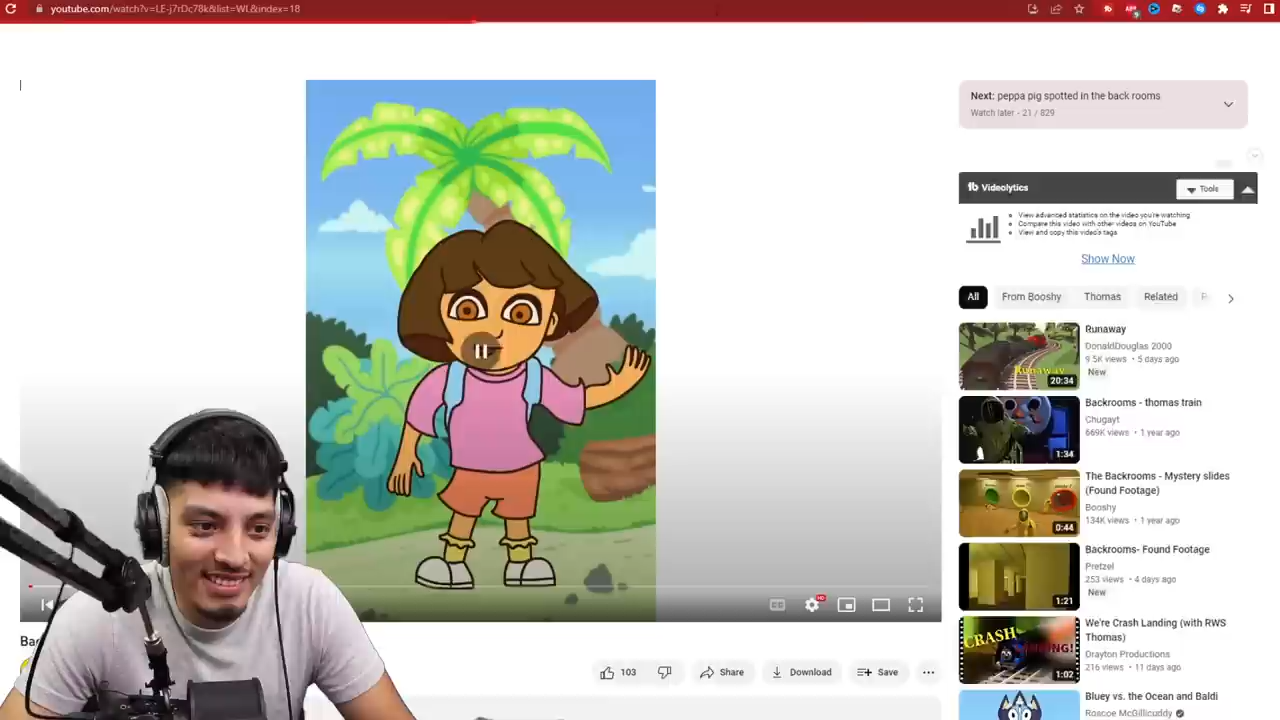 youtube.com/watch?v=LE-j7rDc78k&list=WL&index=18
Next: peppa pig spotted in the back rooms
Watch later - 21 / 829
tb Videolytics
Tools
View advanced statistics on the video you're watching
Compare this video with other videos on YouTube
View and copy this video's tags
Show Now
All
From Booshy
Thomas
Related
Runaway
DonaldDouglas 2000
9.5K views • 5 days ago
New
Runaway
20:34
Backrooms - thomas train
Chugayt
669K views • 1 year ago
1:34
The Backrooms - Mystery slides
(Found Footage)
Booshy
134K views • 1 year ago
0:44
Backrooms- Found Footage
Pretzel
253 views • 4 days ago
New
1:21
We're Crash Landing (with RWS
Thomas)
Drayton Productions
216 views • 11 days ago
CRASH
1:02
Bluey vs. the Ocean and Baldi
Roscoe McGillicuddy
HD
103
Share
Download
Save